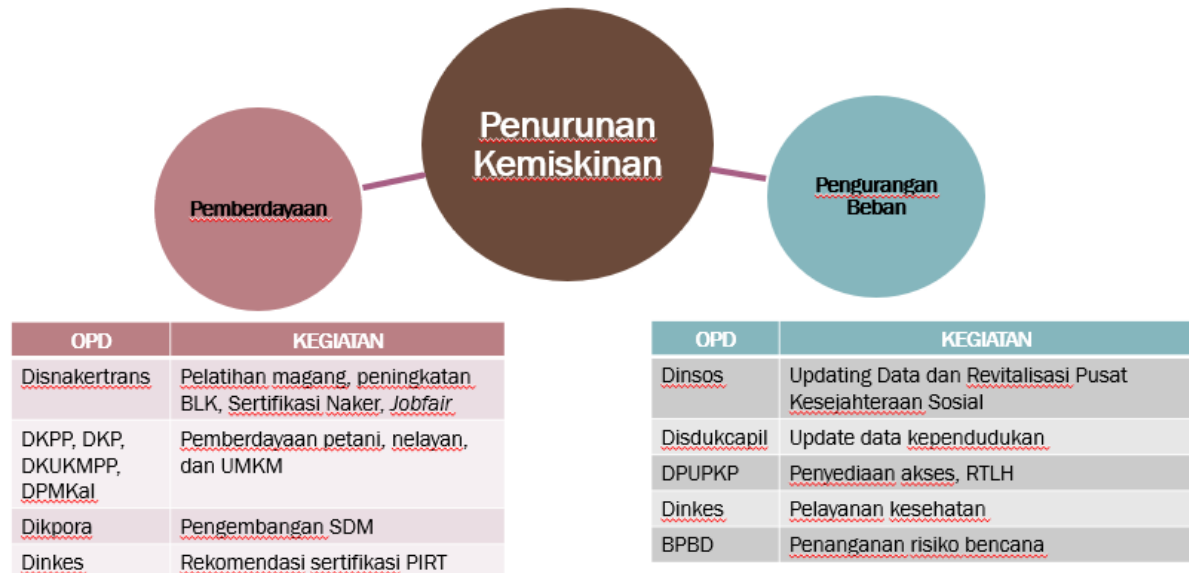 Penurunan
Kemiskinan
Pemberdayaan
Pengurangan
Beban
OPD KEGIATAN
Disnakertrans Pelatihan magang, peningkatan
BLK, Sertifikasi Naker, Jobfair
DKPP, DKP, Pemberdayaan petani, nelayan,
DKUKMPP, dan UMKM
DPMKal
Dikpora Pengembangan SDM
Dinkes Rekomendasi sertifikasi PIRT
OPD KEGIATAN
Dinsos Updating Data dan Revitalisasi Pusat
Kesejahteraan Sosial
Disdukcapil Update data kependudukan
DPUPKP Penyediaan akses, RTLH
Dinkes Pelayanan kesehatan
BPBD Penanganan risiko bencana